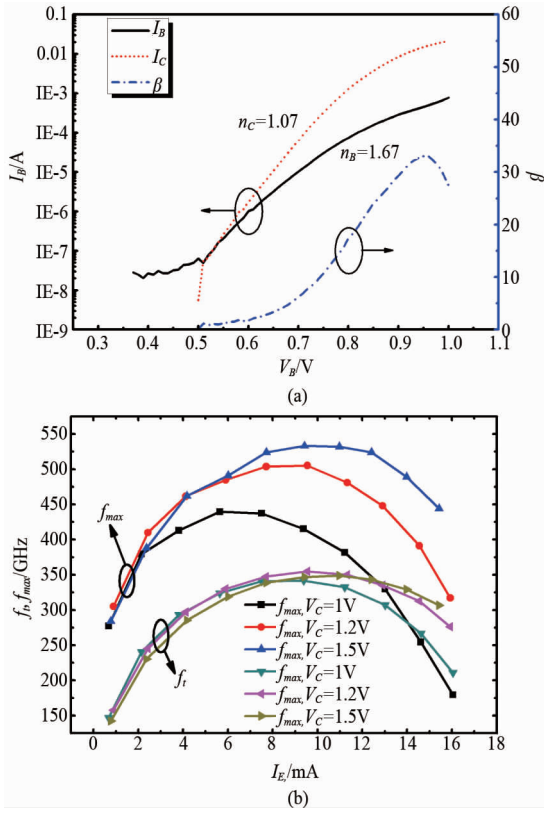 I_B
I_C
β
n_C=1.07
n_B=1.67
0.1
0.01
IE-3
IE-4
IE-5
IE-6
IE-7
IE-8
IE-9
I_B/A
60
50
40
30
20
10
0
β
0.3 0.4 0.5 0.6 0.7 0.8 0.9 1.0 1.1
V_B/V
(a)
550
500
450
400
350
300
250
200
150
f_t, f_max/GHz
f_max
f_t
f_max, V_C=1V
f_max, V_C=1.2V
f_max, V_C=1.5V
f_max, V_C=1V
f_max, V_C=1.2V
f_max, V_C=1.5V
0 2 4 6 8 10 12 14 16 18
I_E,/mA
(b)